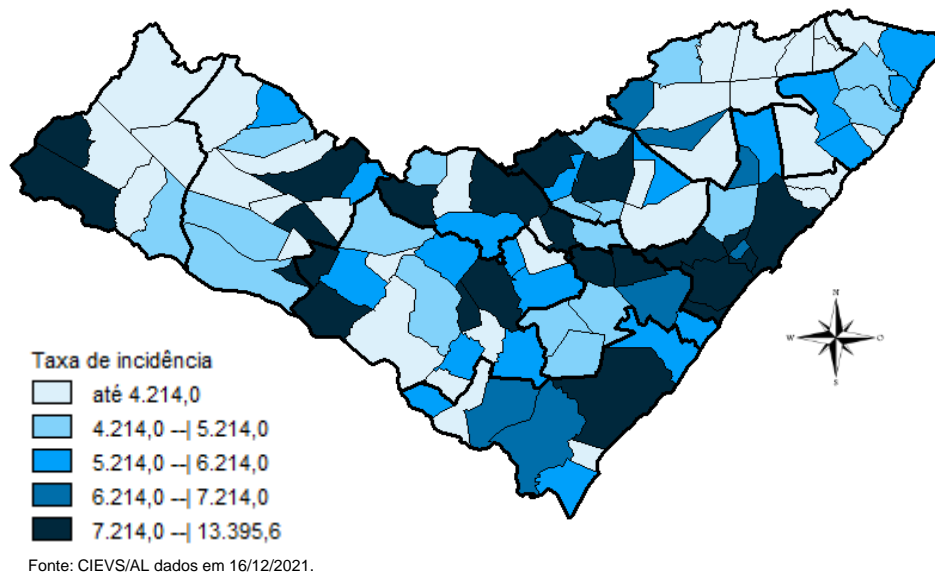 N
W
O
S
Taxa de incidência
até 4.214,0
4.214,0 --| 5.214,0
5.214,0 --| 6.214,0
6.214,0 --| 7.214,0
7.214,0 --| 13.395,6
Fonte: CIEVS/AL dados em 16/12/2021.